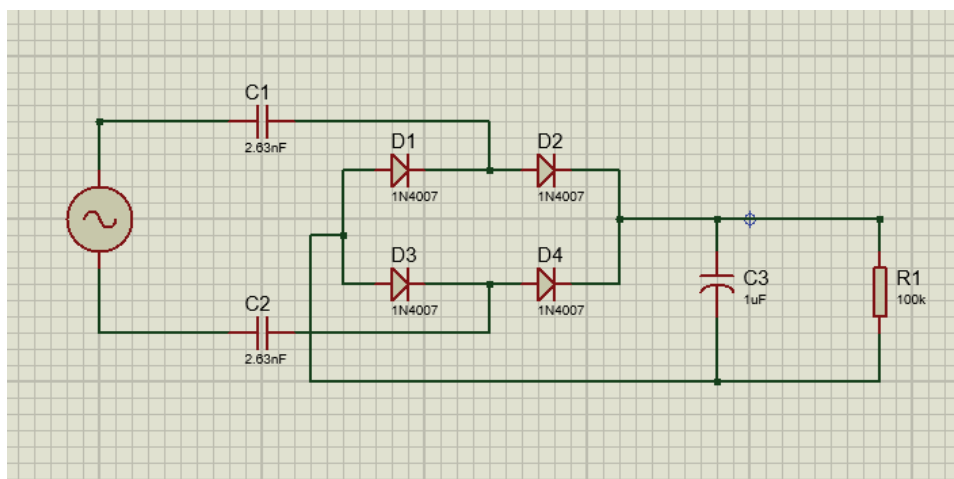 C1
2.63nF
D1
1N4007
D2
1N4007
D3
1N4007
D4
1N4007
C2
2.63nF
C3
1uF
R1
100k